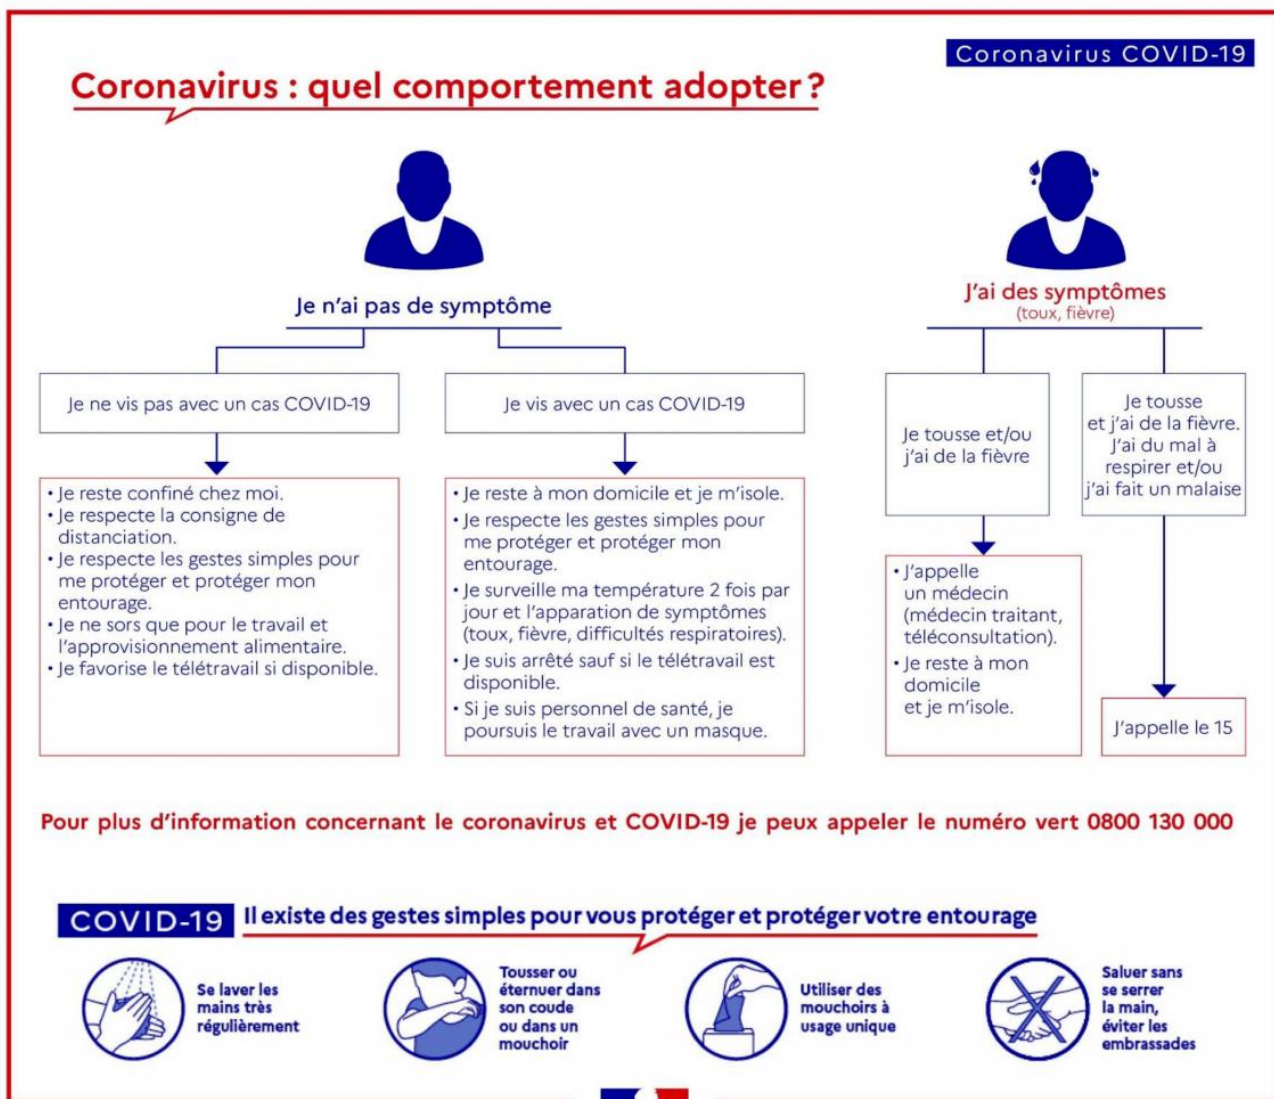 Coronavirus COVID-19
Coronavirus : quel comportement adopter ?
Je n'ai pas de symptôme
Je ne vis pas avec un cas COVID-19
• Je reste confiné chez moi.
• Je respecte la consigne de
distanciation.
• Je respecte les gestes simples pour
me protéger et protéger mon
entourage.
• Je ne sors que pour le travail et
l'approvisionnement alimentaire.
• Je favorise le télétravail si disponible.
Je vis avec un cas COVID-19
• Je reste à mon domicile et je m'isole.
• Je respecte les gestes simples pour
me protéger et protéger mon
entourage.
• Je surveille ma température 2 fois par
jour et l'apparation de symptômes
(toux, fièvre, difficultés respiratoires).
• Je suis arrêté sauf si le télétravail est
disponible.
• Si je suis personnel de santé, je
poursuis le travail avec un masque.
J'ai des symptômes
(toux, fièvre)
Je tousse et/ou
j'ai de la fièvre
• J'appelle
un médecin
(médecin traitant,
téléconsultation).
• Je reste à mon
domicile
et je m'isole.
Je tousse
et j'ai de la fièvre.
J'ai du mal à
respirer et/ou
j'ai fait un malaise
J'appelle le 15
Pour plus d'information concernant le coronavirus et COVID-19 je peux appeler le numéro vert 0800 130 000
COVID-19 Il existe des gestes simples pour vous protéger et protéger votre entourage
Se laver les
mains très
régulièrement
Tousser ou
éternuer dans
son coude
ou dans un
mouchoir
Utiliser des
mouchoirs à
usage unique
Saluer sans
se serrer
la main,
éviter les
embrassades